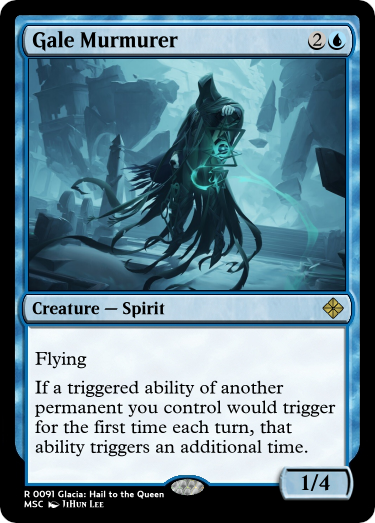 Gale Murmurer 2
Creature — Spirit
Flying
If a triggered ability of another
permanent you control would trigger
for the first time each turn, that
ability triggers an additional time.
1/4
R 0091 Glacia: Hail to the Queen
MSC JiHun Lee